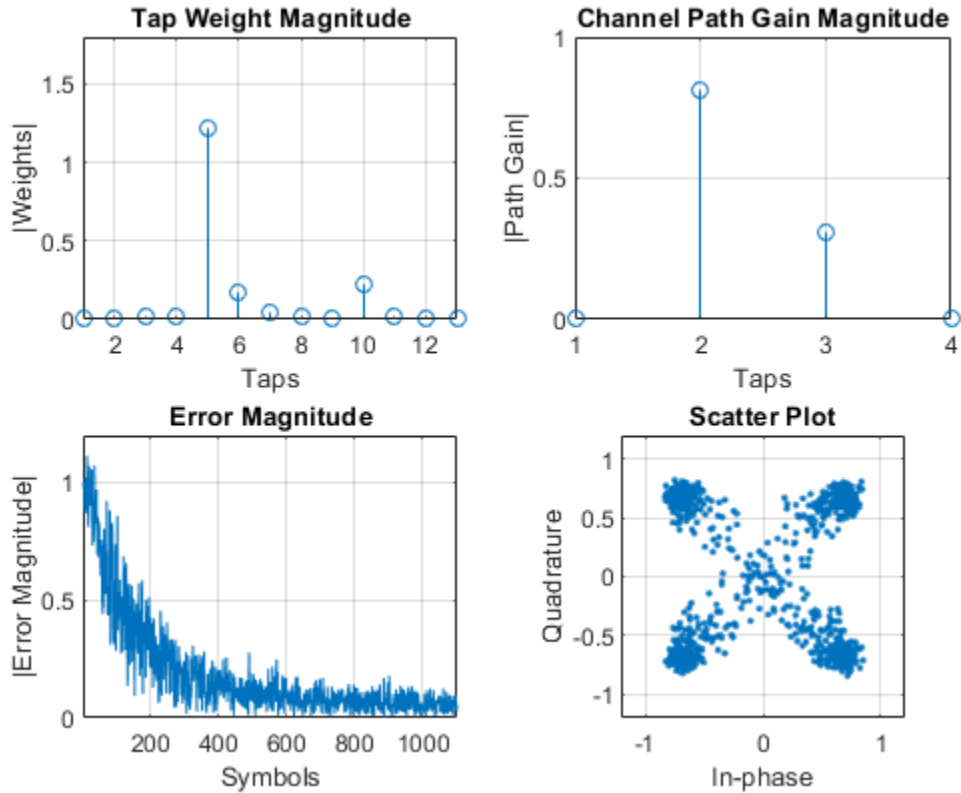 Tap Weight Magnitude
1.5
1
0.5
0
|Weights|
2 4 6 8 10 12
Taps
Channel Path Gain Magnitude
1
0.5
0
|Path Gain|
1 2 3 4
Taps
Error Magnitude
1
0.5
0
|Error Magnitude|
200 400 600 800 1000
Symbols
Scatter Plot
1
0.5
0
-0.5
-1
Quadrature
-1 0 1
In-phase